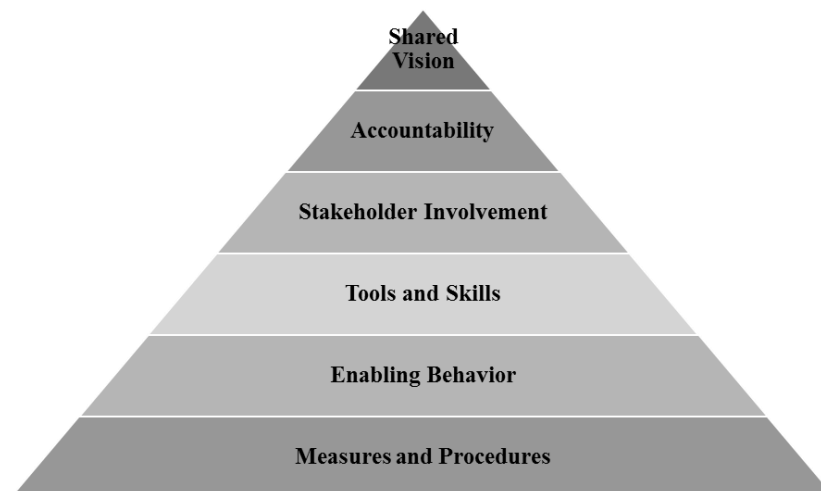 Shared
Vision
Accountability
Stakeholder Involvement
Tools and Skills
Enabling Behavior
Measures and Procedures